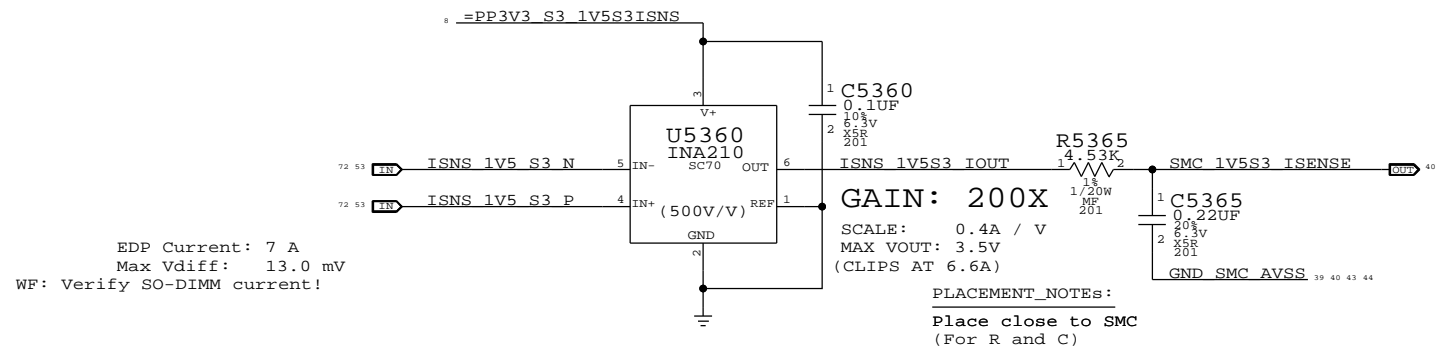 8 =PP3V3_S3_1V5S3ISNS
3
V+
U5360
INA210
SC70
(500V/V)
GND
2
72 53 IN ISNS_1V5_S3_N 5 IN-
72 53 IN ISNS_1V5_S3_P 4 IN+
OUT 6 ISNS_1V5S3_IOUT
REF 1
1 C5360
0.1UF
10%
2 6.3V
X5R
201
R5365
1 4.53K 2
1%
1/20W
MF
201
SMC_1V5S3_ISENSE OUT 40
1 C5365
0.22UF
20%
2 6.3V
X5R
201
GND_SMC_AVSS 39 40 43 44
GAIN: 200X
SCALE: 0.4A / V
MAX VOUT: 3.5V
(CLIPS AT 6.6A)
EDP Current: 7 A
Max Vdiff: 13.0 mV
WF: Verify SO-DIMM current!
PLACEMENT_NOTEs:
Place close to SMC
(For R and C)